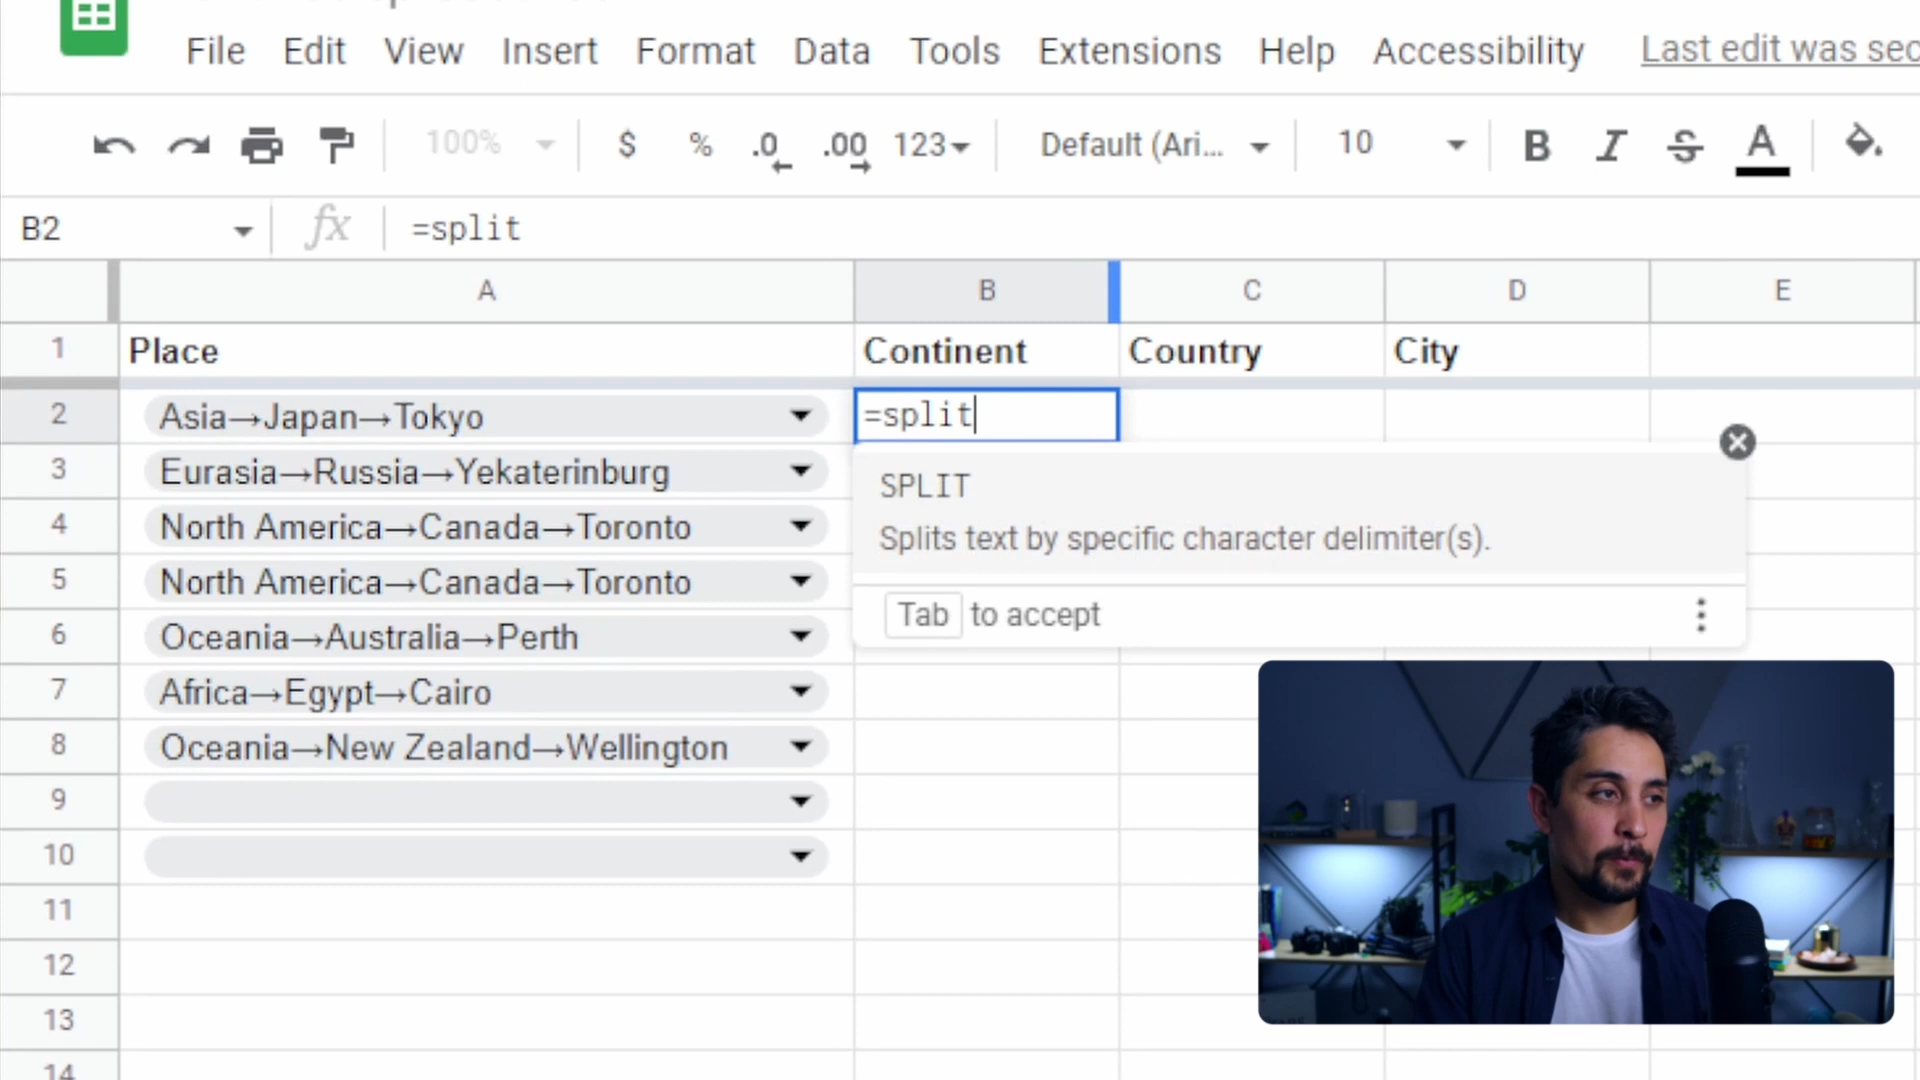 File Edit View Insert Format Data Tools Extensions Help Accessibility Last edit was sec
100% $ % .0 .00 123 Default (Ari... 10 B I S A
B2 fx =split
A B C D E
1 Place Continent Country City
2 Asia→Japan→Tokyo =split
3 Eurasia→Russia→Yekaterinburg
SPLIT
4 North America→Canada→Toronto
Splits text by specific character delimiter(s).
5 North America→Canada→Toronto
Tab to accept
6 Oceania→Australia→Perth
7 Africa→Egypt→Cairo
8 Oceania→New Zealand→Wellington
9
10
11
12
13
14